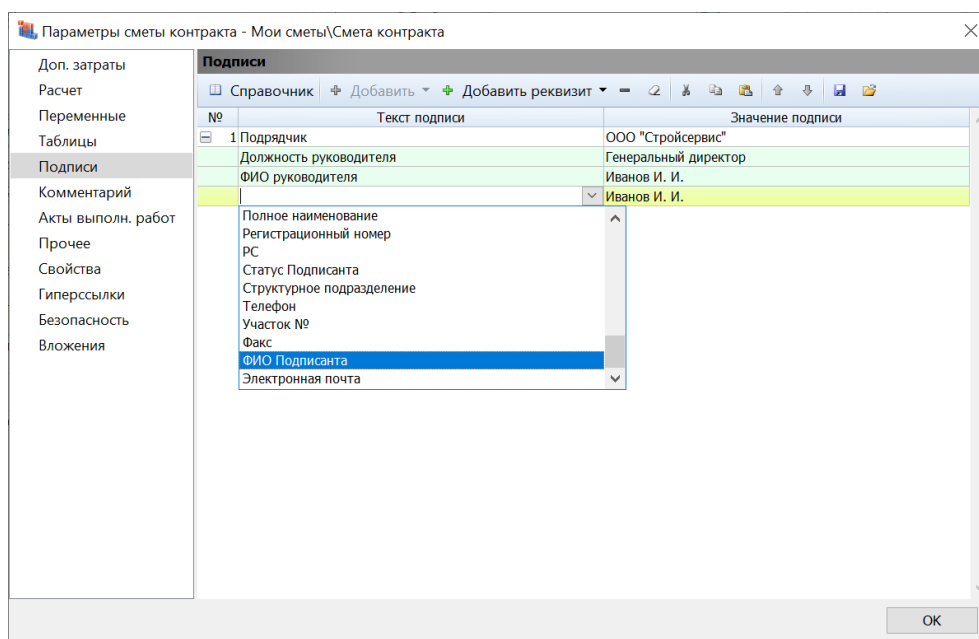 Параметры сметы контракта - Мои сметы\Смета контракта
Доп. затраты
Расчет
Переменные
Таблицы
Подписи
Комментарий
Акты выполн. работ
Прочее
Свойства
Гиперссылки
Безопасность
Вложения
Подписи
Справочник Добавить Добавить реквизит
№ Текст подписи Значение подписи
1 Подрядчик ООО "Стройсервис"
Должность руководителя Генеральный директор
ФИО руководителя Иванов И. И.
Иванов И. И.
Полное наименование
Регистрационный номер
РС
Статус Подписанта
Структурное подразделение
Телефон
Участок №
Факс
ФИО Подписанта
Электронная почта
ОК